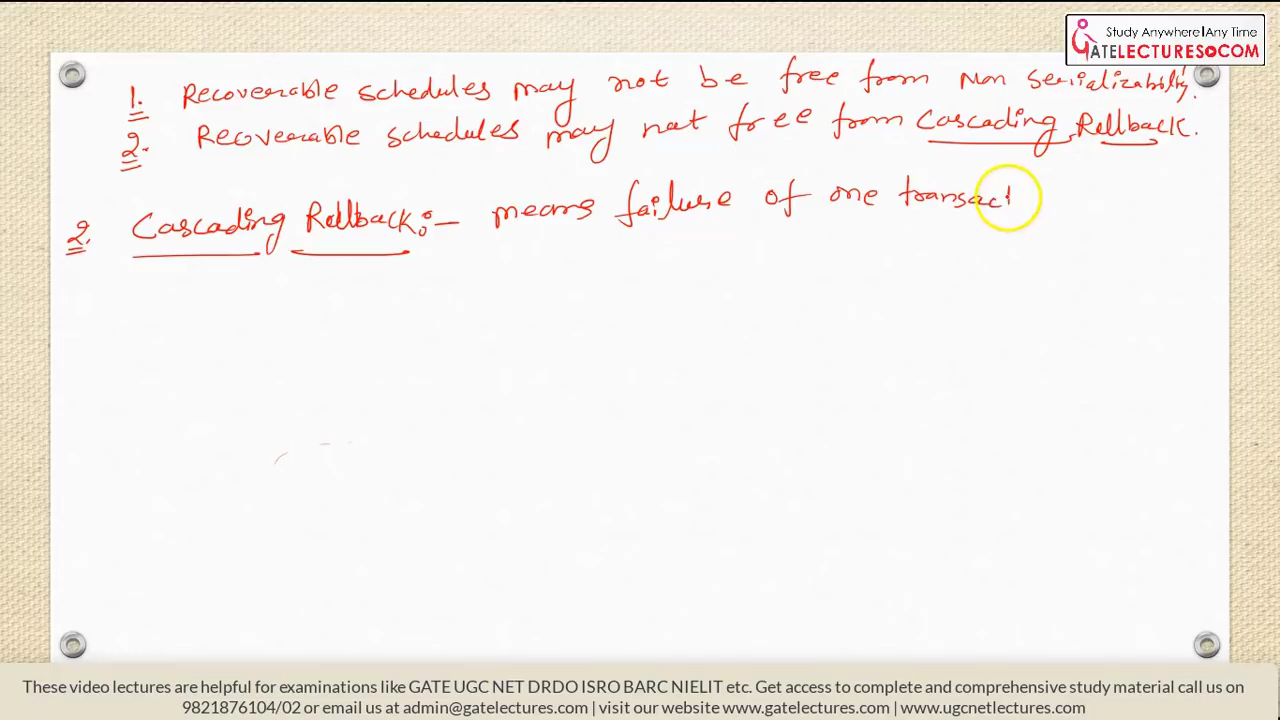 Study Anywhere | Any Time
GATELECTURES.COM
1. Recoverable schedules may not be free from Non serializability.
2. Recoverable schedules may not free from Cascading Rollback.
2. Cascading Rollback:- means failure of one transact
These video lectures are helpful for examinations like GATE UGC NET DRDO ISRO BARC NIELIT etc. Get access to complete and comprehensive study material call us on
9821876104/02 or email us at admin@gatelectures.com | visit our website www.gatelectures.com | www.ugcnetlectures.com